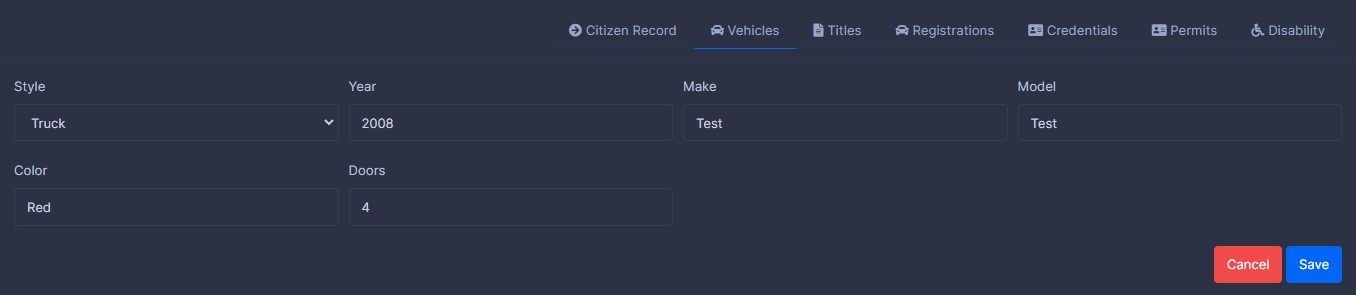 Citizen Record Vehicles Titles Registrations Credentials Permits Disability
Style Year Make Model
Truck 2008 Test Test
Color Doors
Red 4
Cancel Save